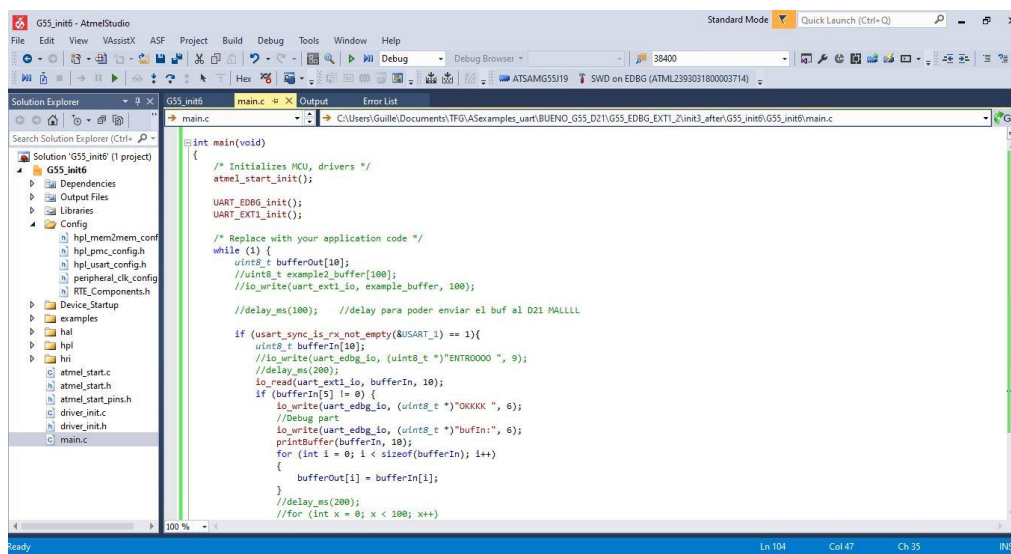 G55_init6 - AtmelStudio
Standard Mode
Quick Launch (Ctrl+Q)
File Edit View VAssistX ASF Project Build Debug Tools Window Help
Debug Debug Browser 38400
Hex ATSAMG55J19 SWD on EDBG (ATML2393031800003714)
Solution Explorer
G55_init6 main.c Output Error List
main.c C:\Users\Guille\Documents\TFG\ASexamples_uart\BUENO_G55_D21\G55_EDBG_EXT1_2\init3_after\G55_init6\G55_init6\main.c
Search Solution Explorer (Ctrl+
Solution 'G55_init6' (1 project)
G55_init6
Dependencies
Output Files
Libraries
Config
hpl_mem2mem_conf
hpl_pmc_config.h
hpl_usart_config.h
peripheral_clk_config
RTE_Components.h
Device_Startup
examples
hal
hpl
hri
atmel_start.c
atmel_start.h
atmel_start_pins.h
driver_init.c
driver_init.h
main.c
int main(void)
{
/* Initializes MCU, drivers */
atmel_start_init();
UART_EDBG_init();
UART_EXT1_init();
/* Replace with your application code */
while (1) {
uint8_t bufferOut[10];
//uint8_t example2_buffer[100];
//io_write(uart_ext1_io, example_buffer, 100);
//delay_ms(100); //delay para poder enviar el buf al D21 MALLLL
if (usart_sync_is_rx_not_empty(&USART_1) == 1){
uint8_t bufferIn[10];
//io_write(uart_edbg_io, (uint8_t *)"ENTROOOO ", 9);
//delay_ms(200);
io_read(uart_ext1_io, bufferIn, 10);
if (bufferIn[5] != 0) {
io_write(uart_edbg_io, (uint8_t *)"OKKKK ", 6);
//Debug part
io_write(uart_edbg_io, (uint8_t *)"bufIn:", 6);
printBuffer(bufferIn, 10);
for (int i = 0; i < sizeof(bufferIn); i++)
{
bufferOut[i] = bufferIn[i];
}
//delay_ms(200);
//for (int x = 0; x < 100; x++)
100 %
Ready Ln 104 Col 47 Ch 35 INS